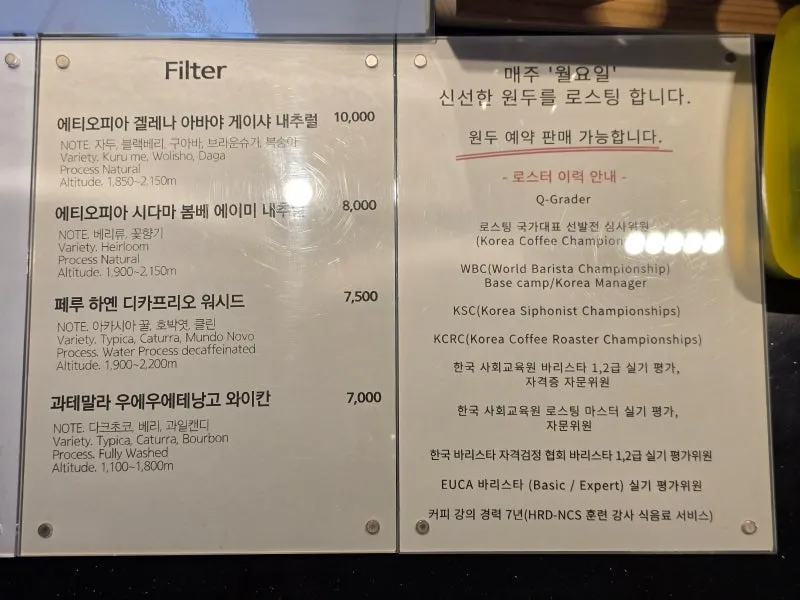 Filter
에티오피아 겔레나 아바야 게이샤 내추럴 10,000
NOTE. 자두, 블랙베리, 구아바, 브라운슈거, 복숭아
Variety. Kuru me, Wolisho, Daga
Process Natural
Altitude. 1,850~2,150m
에티오피아 시다마 봄베 에이미 내추럴 8,000
NOTE. 베리류, 꽃향기
Variety. Heirloom
Process Natural
Altitude. 1,900~2,150m
페루 하엔 디카프리오 워시드 7,500
NOTE. 아카시아 꿀, 호박엿, 클린
Variety. Typica, Caturra, Mundo Novo
Process. Water Process decaffeinated
Altitude. 1,900~2,200m
과테말라 우에우에테낭고 와이칸 7,000
NOTE. 다크초코, 베리, 과일캔디
Variety. Typica, Caturra, Bourbon
Process. Fully Washed
Altitude. 1,100~1,800m
매주 '월요일'
신선한 원두를 로스팅 합니다.
원두 예약 판매 가능합니다.
- 로스터 이력 안내 -
Q-Grader
로스팅 국가대표 선발전 심사위원
(Korea Coffee
WBC(World Barista Championship)
Base camp/Korea Manager
KSC(Korea Siphonist Championships)
KCRC(Korea Coffee Roaster Championships)
한국 사회교육원 바리스타 1,2급 실기 평가,
자격증 자문위원
한국 사회교육원 로스팅 마스터 실기 평가,
자문위원
한국 바리스타 자격검정 협회 바리스타 1,2급 실기 평가위원
EUCA 바리스타 (Basic / Expert) 실기 평가위원
커피 강의 경력 7년(HRD-NCS 훈련 강사 식음료 서비스)